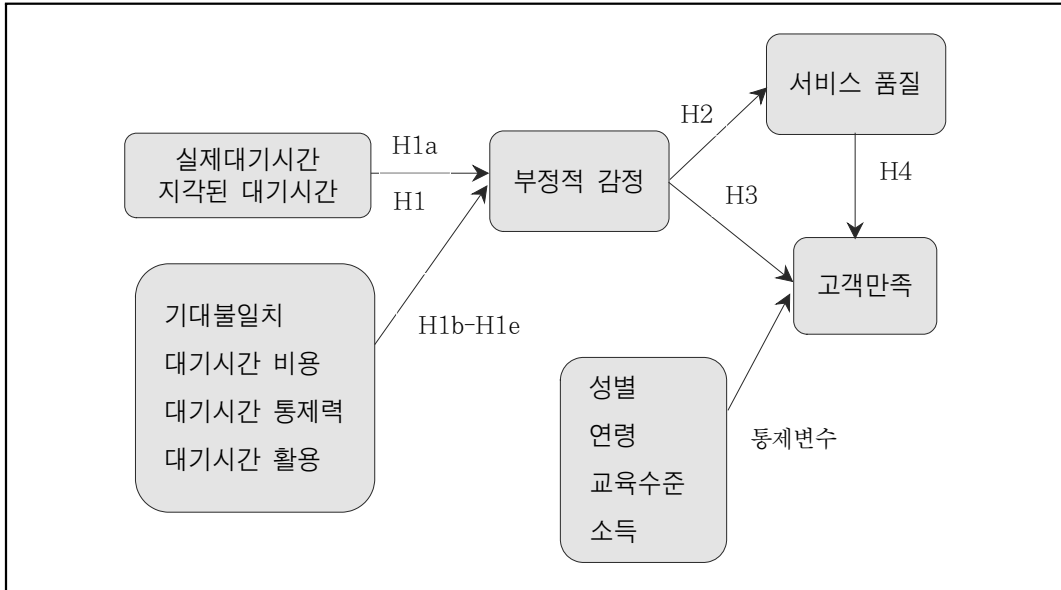 서비스 품질
H2
H1a
실제대기시간
지각된 대기시간
H1
부정적 감정
H4
H3
고객만족
기대불일치
대기시간 비용
대기시간 통제력
대기시간 활용
H1b-H1e
성별
연령
교육수준
소득
통제변수